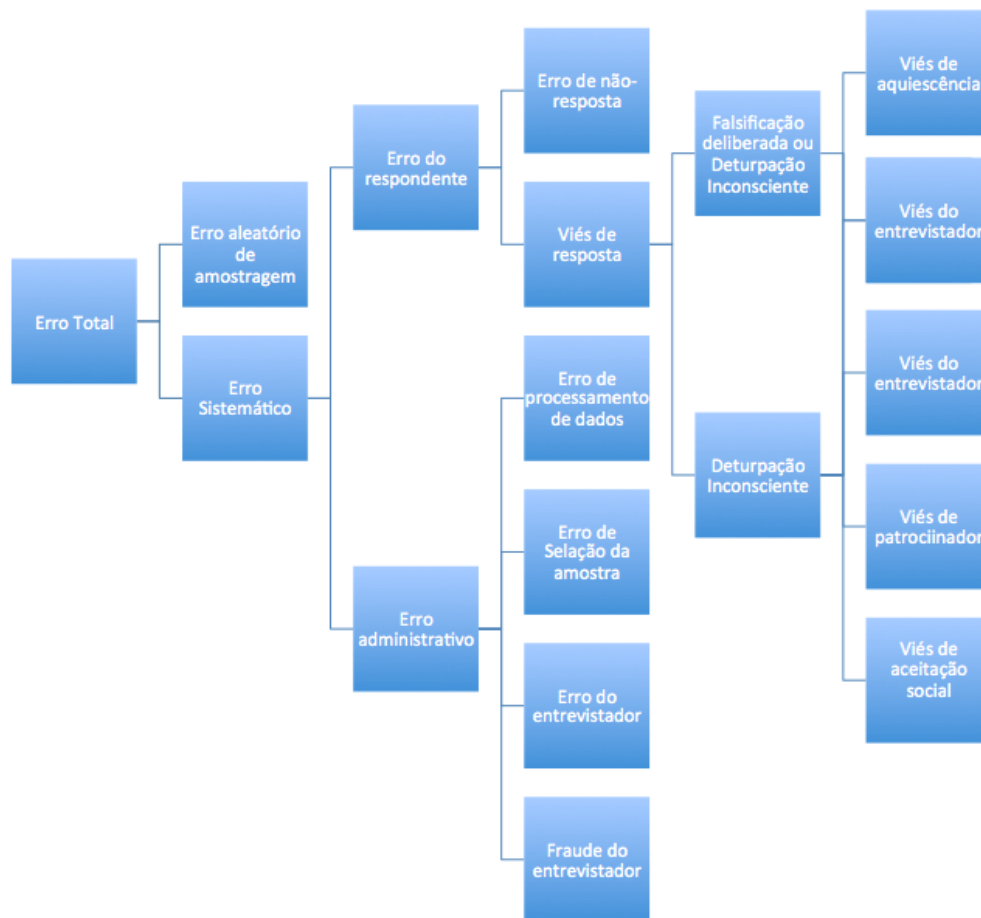 Erro Total
Erro aleatório
de
amostragem
Erro
Sistemático
Erro do
respondente
Erro
administrativo
Erro de não-
resposta
Viés de
resposta
Erro de
processamento
de dados
Erro de
Selação da
amostra
Erro do
entrevistador
Fraude do
entrevistador
Falsificação
deliberada ou
Deturpação
Inconsciente
Deturpação
Inconsciente
Viés de
aquiescência
Viés do
entrevistador
Viés do
entrevistador
Viés de
patrociinador
Viés de
aceitação
social